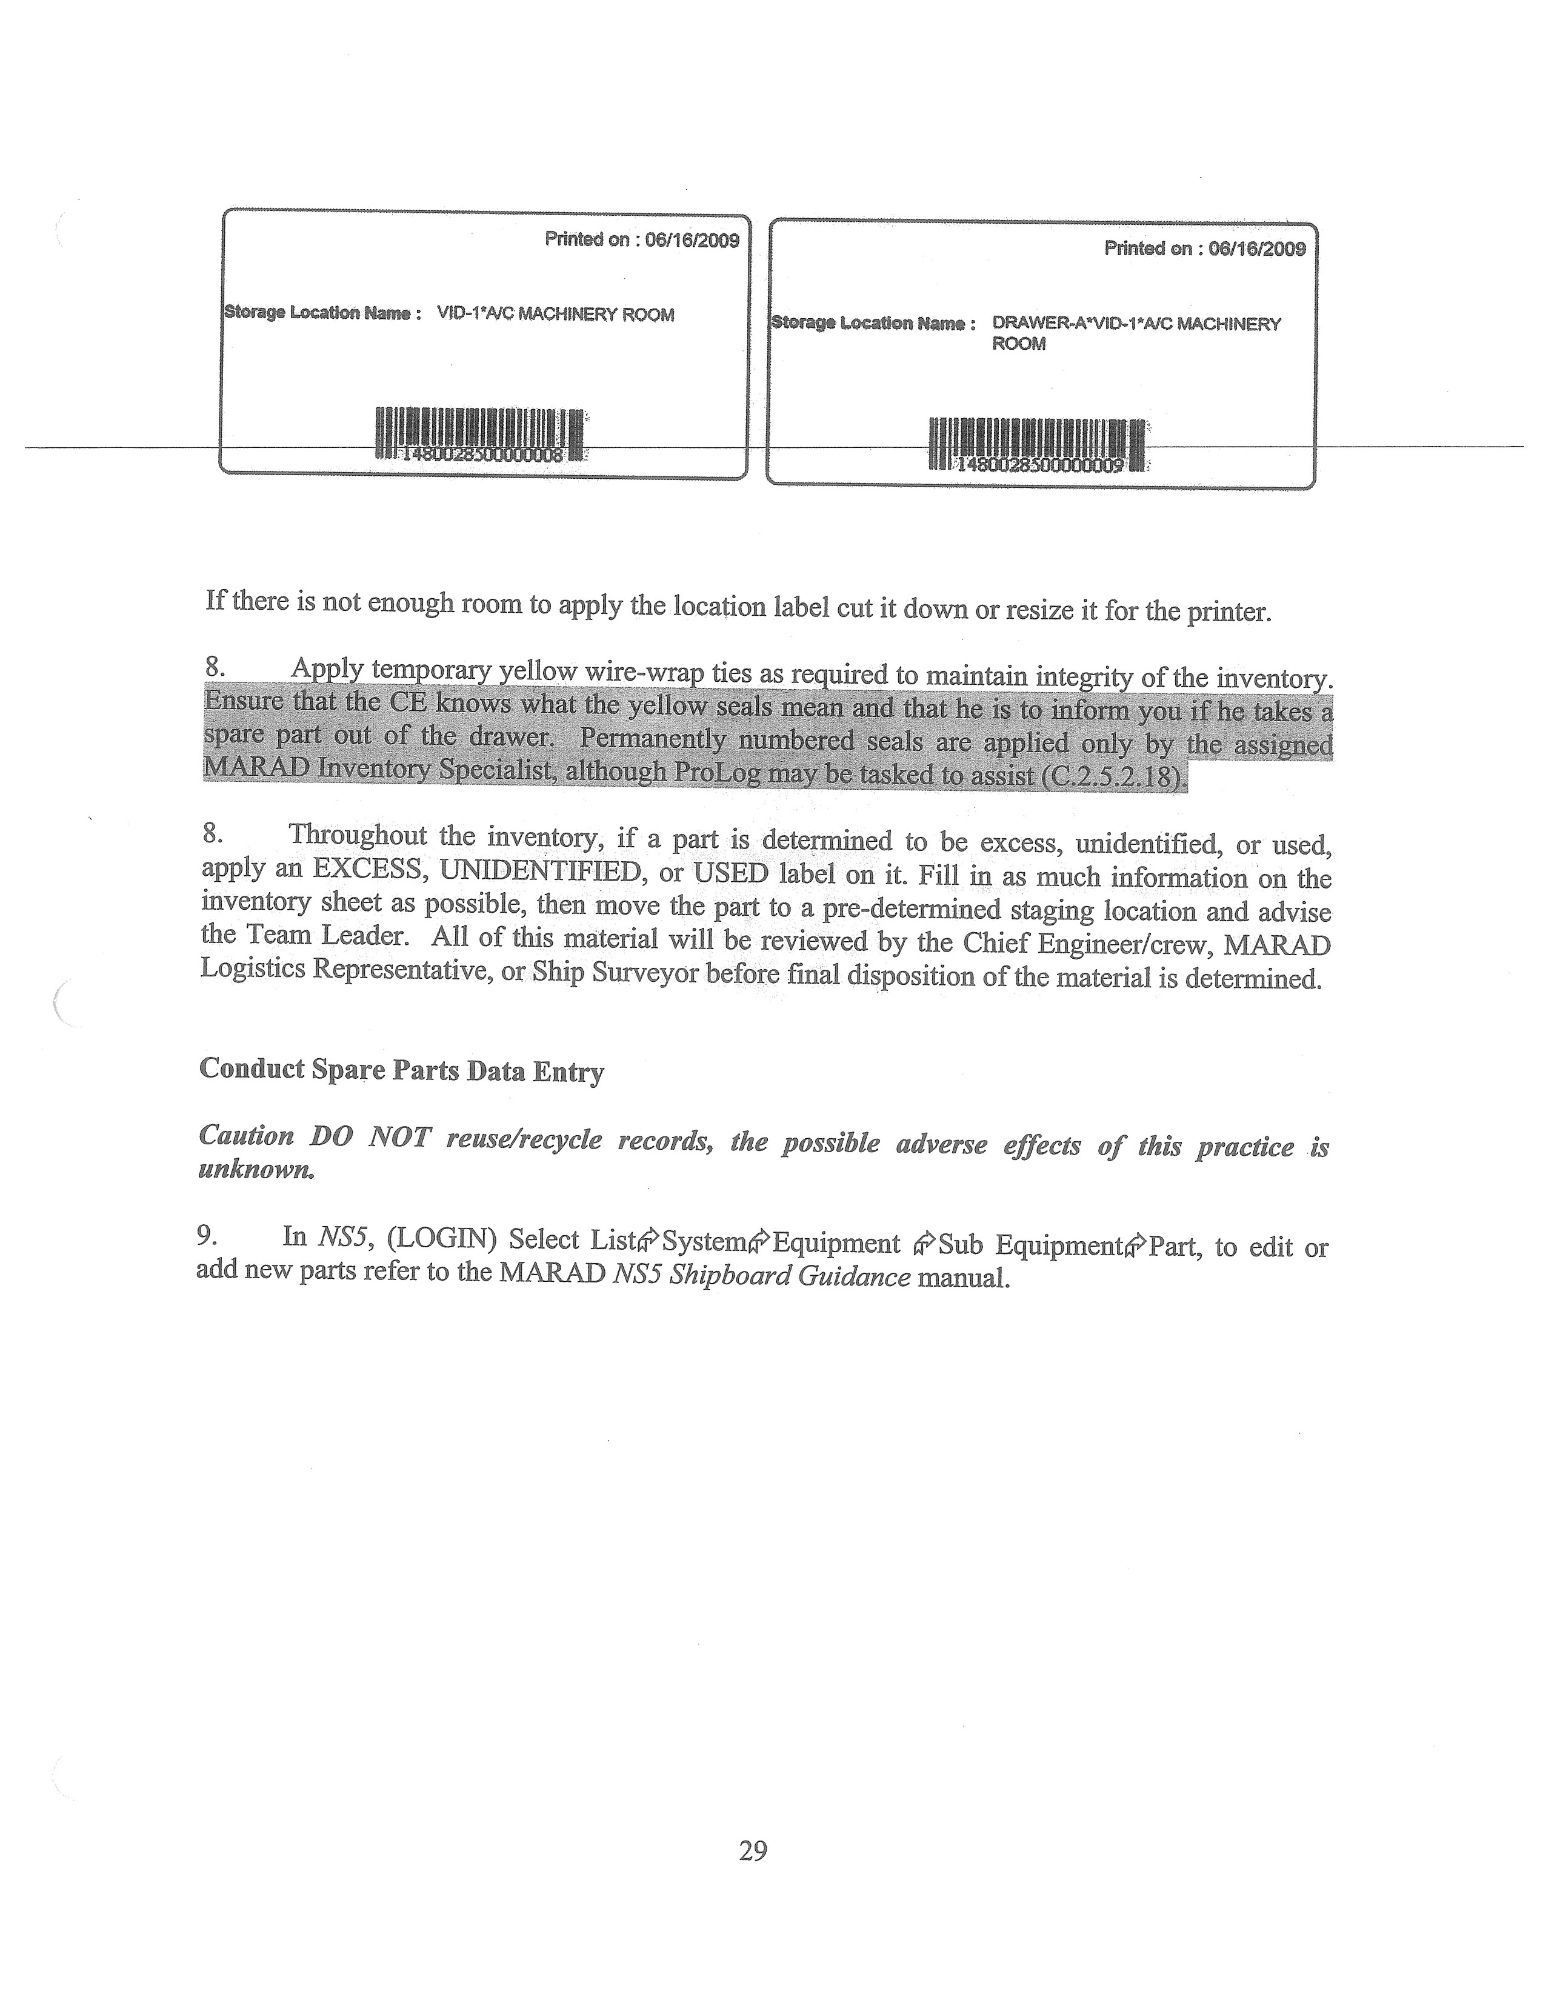 Printed on : 06/16/2009
Storage Location Name : VID-1*A/C MACHINERY ROOM
1480028500000008
Printed on : 06/16/2009
Storage Location Name : DRAWER-A*VID-1*A/C MACHINERY
ROOM
1480028500000009
If there is not enough room to apply the location label cut it down or resize it for the printer.
8. Apply temporary yellow wire-wrap ties as required to maintain integrity of the inventory.
Ensure that the CE knows what the yellow seals mean and that he is to inform you if he takes a
spare part out of the drawer. Permanently numbered seals are applied only by the assigned
MARAD Inventory Specialist, although ProLog may be tasked to assist (C.2.5.2.18).
8. Throughout the inventory, if a part is determined to be excess, unidentified, or used,
apply an EXCESS, UNIDENTIFIED, or USED label on it. Fill in as much information on the
inventory sheet as possible, then move the part to a pre-determined staging location and advise
the Team Leader. All of this material will be reviewed by the Chief Engineer/crew, MARAD
Logistics Representative, or Ship Surveyor before final disposition of the material is determined.
Conduct Spare Parts Data Entry
Caution DO NOT reuse/recycle records, the possible adverse effects of this practice is
unknown.
9. In NS5, (LOGIN) Select List⮳System⮳Equipment ⮳Sub Equipment⮳Part, to edit or
add new parts refer to the MARAD NS5 Shipboard Guidance manual.
29